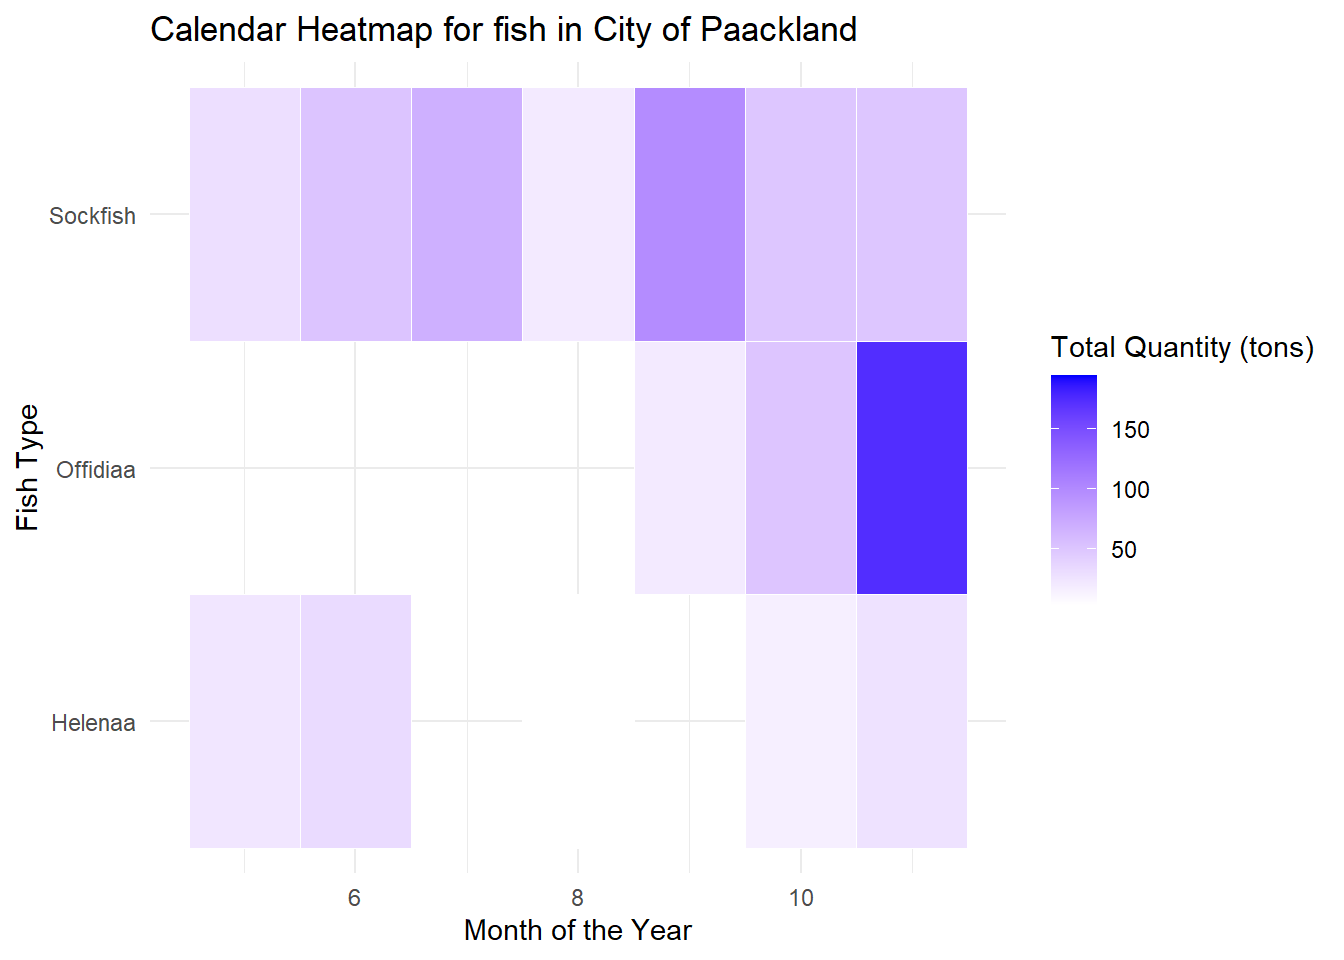 Calendar Heatmap for fish in City of Paackland
Fish Type
Sockfish
Offidiaa
Helenaa
6
8
10
Month of the Year
Total Quantity (tons)
150
100
50